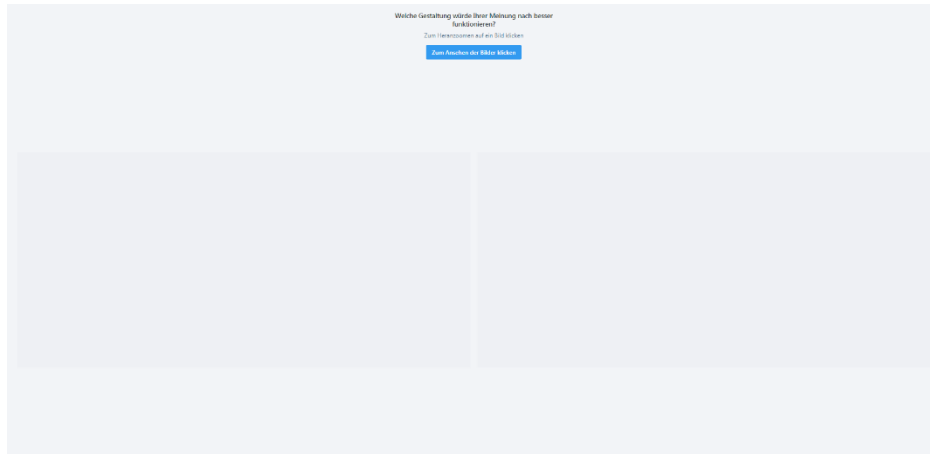 Welche Gestaltung würde Ihrer Meinung nach besser
funktionieren?
Zum Heranzoomen auf ein Bild klicken
Zum Ansehen der Bilder klicken